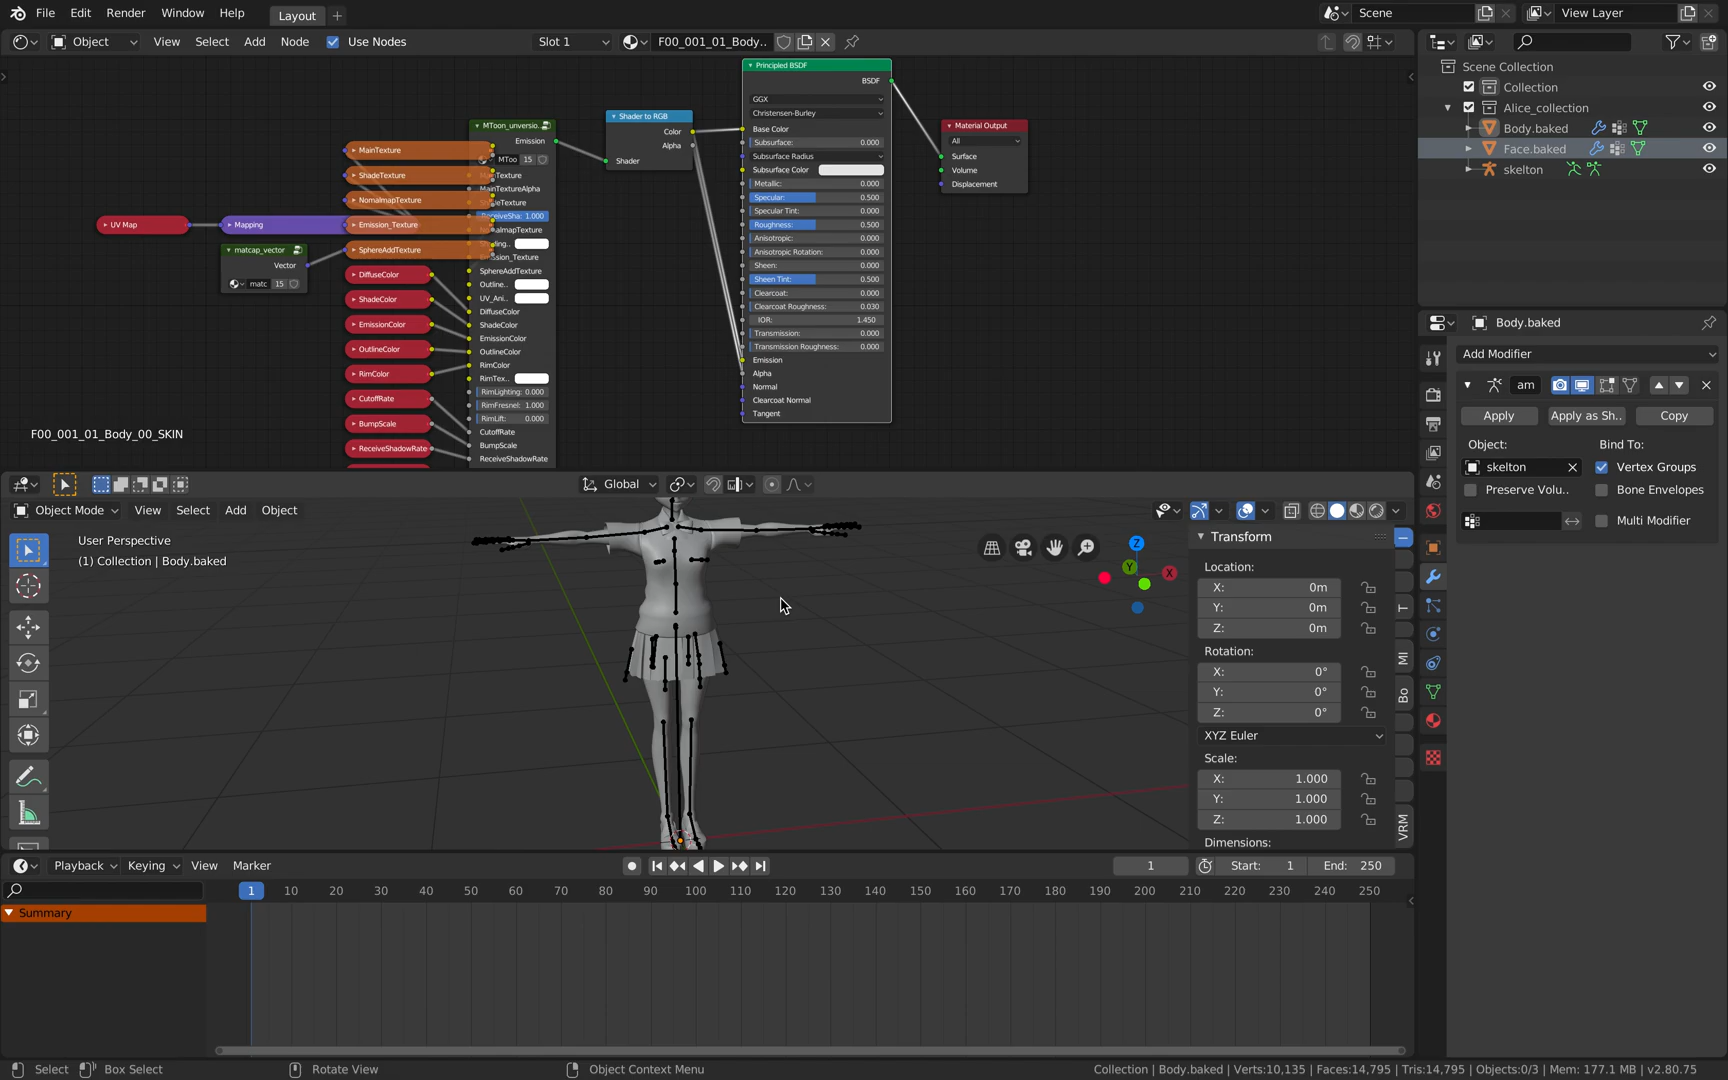 File Edit Render Window Help Layout Scene View Layer
Object View Select Add Node Use Nodes Slot 1 F00_001_01_Body..
Scene Collection
Collection
Alice_collection
Body.baked
Face.baked
skelton
UV Map
Mapping
matcap_vector
Vector
matc 15
MainTexture
ShadeTexture
NomalmapTexture
Emission_Texture
SphereAddTexture
DiffuseColor
ShadeColor
EmissionColor
OutlineColor
RimColor
CutoffRate
BumpScale
ReceiveShadowRate
MToon_unversio..
Emission
MToo 15
MainTextureAlpha
1.000
SphereAddTexture
Outline..
UV_Ani..
DiffuseColor
ShadeColor
EmissionColor
OutlineColor
RimColor
RimTex..
RimLighting: 0.000
RimFresnel: 1.000
RimLift: 0.000
CutoffRate
BumpScale
ReceiveShadowRate
Shader to RGB
Color
Alpha
Shader
Principled BSDF
BSDF
GGX
Christensen-Burley
Base Color
Subsurface: 0.000
Subsurface Radius
Subsurface Color
Metallic: 0.000
Specular: 0.500
Specular Tint: 0.000
Roughness: 0.500
Anisotropic: 0.000
Anisotropic Rotation: 0.000
Sheen: 0.000
Sheen Tint: 0.500
Clearcoat: 0.000
Clearcoat Roughness: 0.030
IOR: 1.450
Transmission: 0.000
Transmission Roughness: 0.000
Emission
Alpha
Normal
Clearcoat Normal
Tangent
Material Output
All
Surface
Volume
Displacement
F00_001_01_Body_00_SKIN
Body.baked
Add Modifier
am
Apply Apply as Sh.. Copy
Object: Bind To:
skelton Vertex Groups
Preserve Volu.. Bone Envelopes
Multi Modifier
Global
Object Mode View Select Add Object
User Perspective
(1) Collection | Body.baked
Z
Y
X
Transform
Location:
X: 0m
Y: 0m
Z: 0m
Rotation:
X: 0°
Y: 0°
Z: 0°
XYZ Euler
Scale:
X: 1.000
Y: 1.000
Z: 1.000
Dimensions:
I
T
MI
Bo
VRM
Playback Keying View Marker 1 Start: 1 End: 250
1 10 20 30 40 50 60 70 80 90 100 110 120 130 140 150 160 170 180 190 200 210 220 230 240 250
Summary
Select Box Select Rotate View Object Context Menu Collection | Body.baked | Verts:10,135 | Faces:14,795 | Tris:14,795 | Objects:0/3 | Mem: 177.1 MB | v2.80.75